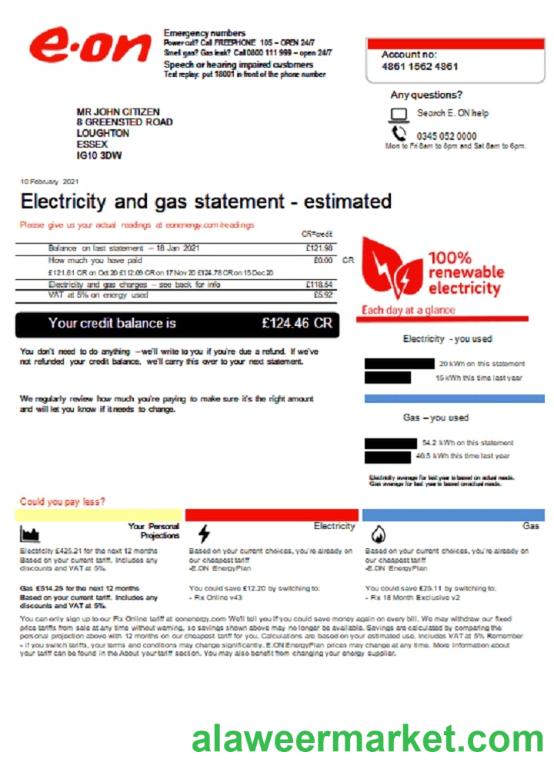 e·on
Emergency numbers
Power cut? Call FREEPHONE 105 – OPEN 24/7
Smell gas? Gas leak? Call 0800 111 999 – open 24/7
Speech or hearing impaired customers
Text replay: put 18001 in front of the phone number
Account no:
4861 1562 4861
Any questions?
Search E. ON help
0345 052 0000
Mon to Fri 8am to 8pm and Sat 8am to 6pm.
MR JOHN CITIZEN
8 GREENSTED ROAD
LOUGHTON
ESSEX
IG10 3DW
10 February 2021
Electricity and gas statement - estimated
Please give us your actual readings at eonenergy.com/readings
CR=credit
Balance on last statement – 18 Jan 2021 £121.98
How much you have paid £0.00 CR
£121.61 CR on Oct 20 £12.09 CR on 17 Nov 20 £124.78 CR on 15 Dec 20
Electricity and gas charges – see back for info £118.54
VAT at 5% on energy used £5.92
Your credit balance is £124.46 CR
You don't need to do anything – we'll write to you if you're due a refund. If we've
not refunded your credit balance, we'll carry this over to your next statement.
We regularly review how much you're paying to make sure it's the right amount
and will let you know if it needs to change.
100%
renewable
electricity
Each day at a glance
Electricity - you used
20 kWh on this statement
15 kWh this time last year
Gas – you used
54.2 kWh on this statement
40.5 kWh this time last year
Electricity average for last year is based on actual reads.
Gas average for last year is based on actual reads.
Could you pay less?
Your Personal
Projections
Electricity £425.21 for the next 12 months
Based on your current tariff. Includes any
discounts and VAT at 5%.
Gas £514.25 for the next 12 months
Based on your current tariff. Includes any
discounts and VAT at 5%.
Electricity
Based on your current choices, you're already on
our cheapest tariff
-E.ON EnergyPlan
You could save £12.20 by switching to:
- Fix Online v43
Gas
Based on your current choices, you're already on
our cheapest tariff
-E.ON EnergyPlan
You could save £25.11 by switching to:
- Fix 18 Month Exclusive v2
You can only sign up to our Fix Online tariff at eonenergy.com We'll tell you if you could save money again on every bill. We may withdraw our fixed
price tariffs from sale at any time without warning, so savings shown above may no longer be available. Savings are calculated by comparing the
personal projection above with 12 months on our cheapest tariff for you. Calculations are based on your estimated use. Includes VAT at 5% Remember
- if you switch tariffs, your terms and conditions may change significantly. E.ON EnergyPlan prices may change at any time. More Information about
your tariff can be found in the About your tariff section. You may also benefit from changing your energy supplier.
alaweermarket.com